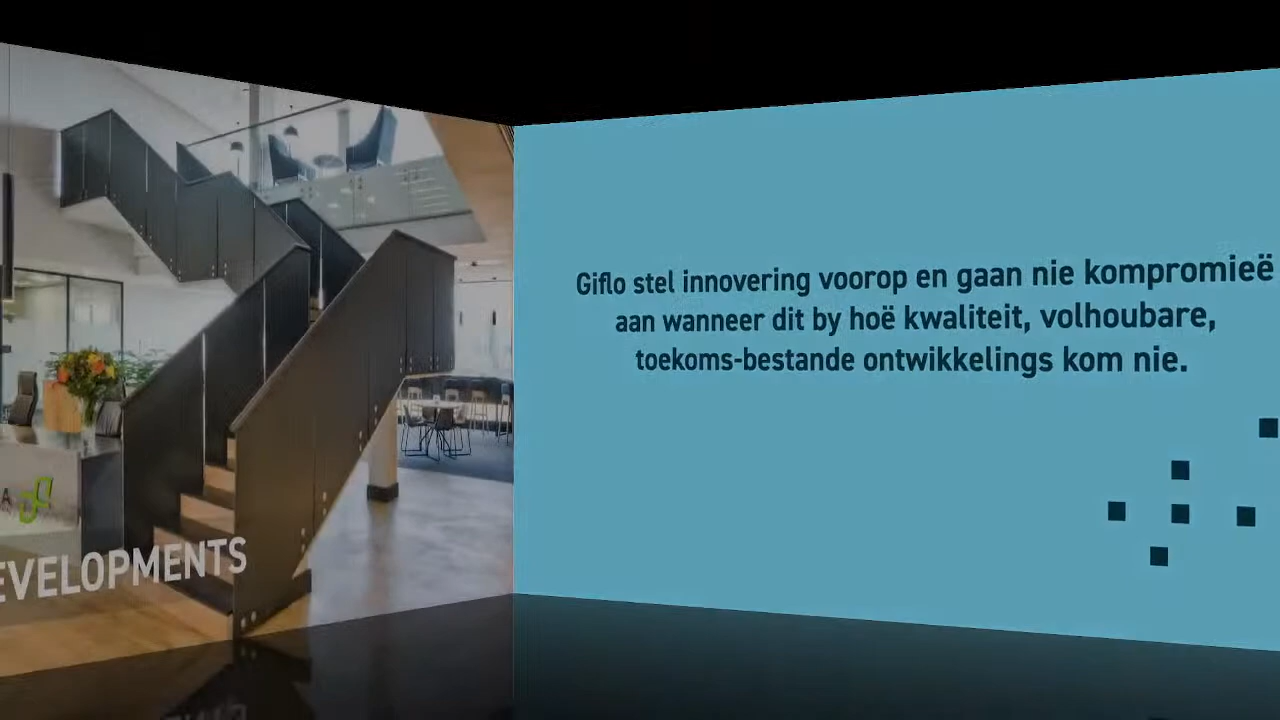 EVELOPMENTS
Giflo stel innovering voorop en gaan nie kompromieë
aan wanneer dit by hoë kwaliteit, volhoubare,
toekoms-bestande ontwikkelings kom nie.